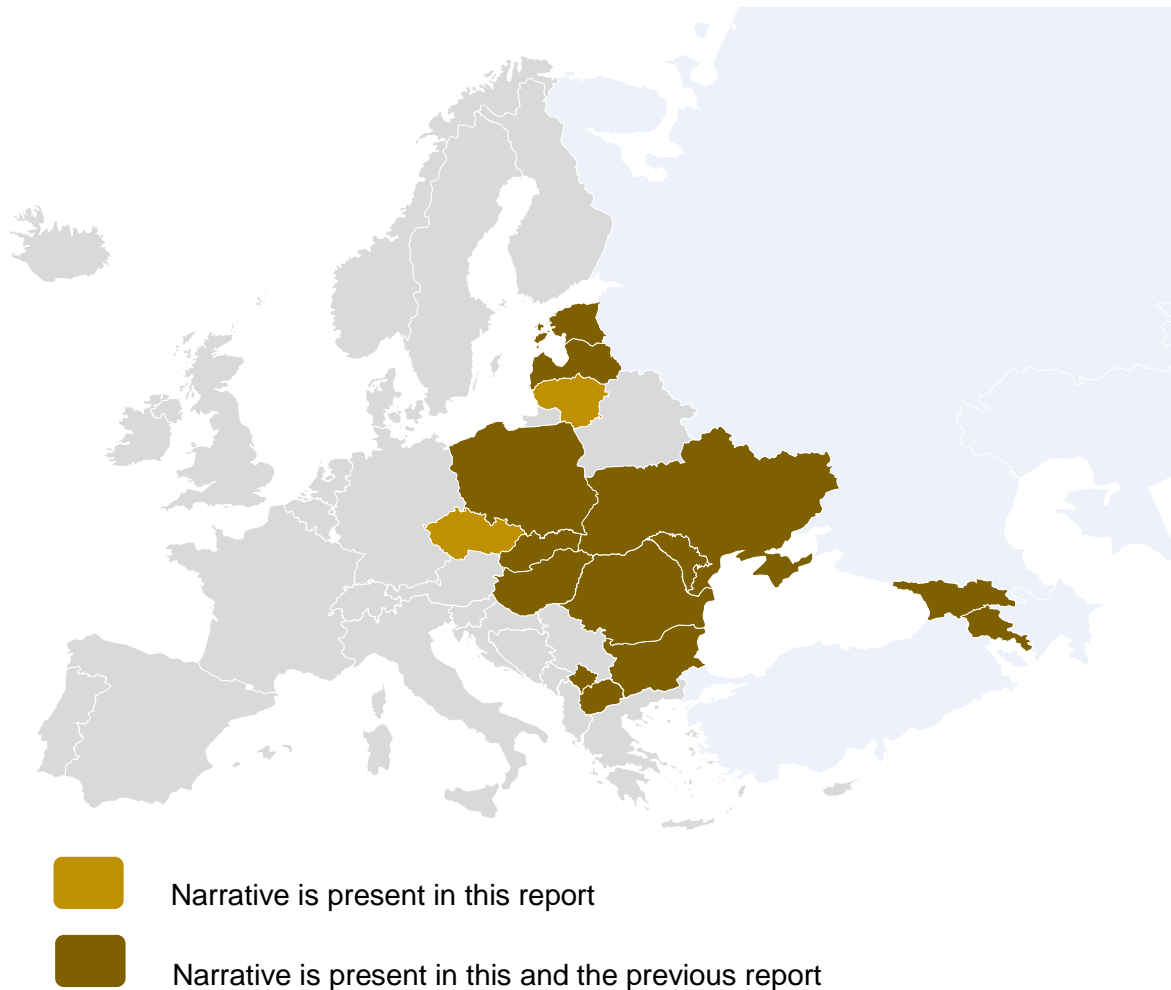 Narrative is present in this report
Narrative is present in this and the previous report